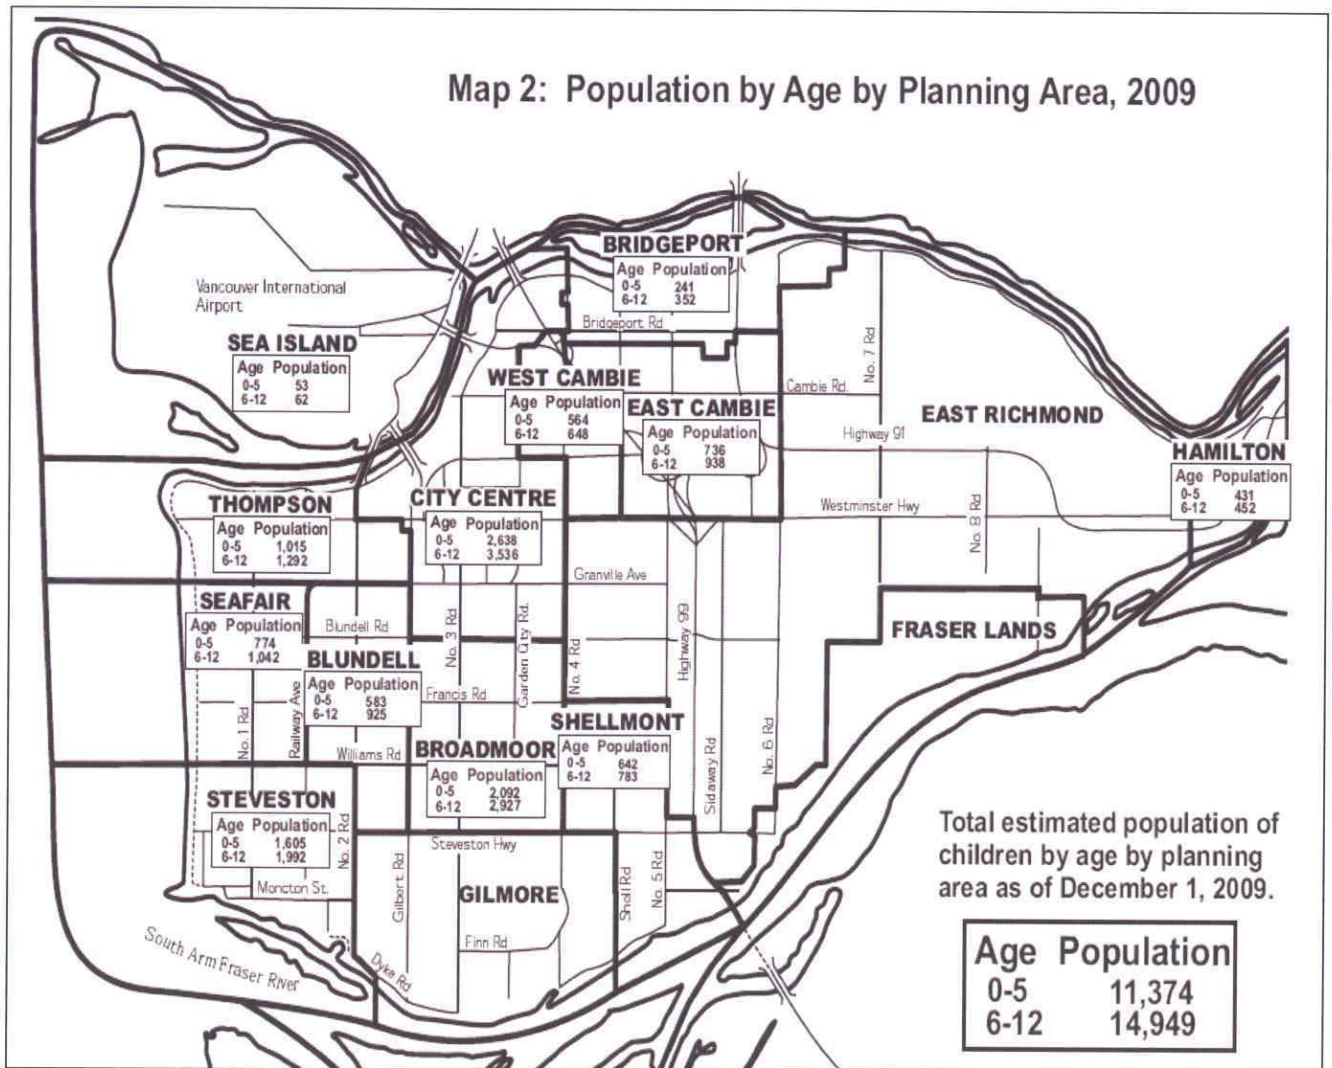 Map 2: Population by Age by Planning Area, 2009
BRIDGEPORT
Age Population
0-5 241
6-12 352
Bridgeport Rd
Vancouver International
Airport
SEA ISLAND
Age Population
0-5 53
6-12 62
No. 7 Rd
WEST CAMBIE
Age Population
0-5 564
6-12 648
EAST CAMBIE
Age Population
0-5 736
6-12 938
Cambie Rd.
EAST RICHMOND
Highway 91
HAMILTON
Age Population
0-5 431
6-12 452
THOMPSON
Age Population
0-5 1,015
6-12 1,292
CITY CENTRE
Age Population
0-5 2,638
6-12 3,536
Westminster Hwy
No. 8 Rd
Granville Ave
SEAFAIR
Age Population
0-5 774
6-12 1,042
Blundell Rd
No. 3 Rd
Garden City Rd.
No. 4 Rd
Highway 99
FRASER LANDS
BLUNDELL
Age Population
0-5 583
6-12 925
Francis Rd
No. 1 Rd
Railway Ave
Williams Rd
BROADMOOR
Age Population
0-5 2,092
6-12 2,927
SHELLMONT
Age Population
0-5 642
6-12 783
Sidaway Rd
No. 6 Rd
STEVESTON
Age Population
0-5 1,605
6-12 1,992
No. 2 Rd
Steveston Hwy
Moncton St.
Gilbert Rd
GILMORE
Shell Rd
No. 5 Rd
Finn Rd
Dyke Rd
South Arm Fraser River
Total estimated population of
children by age by planning
area as of December 1, 2009.
Age Population
0-5 11,374
6-12 14,949